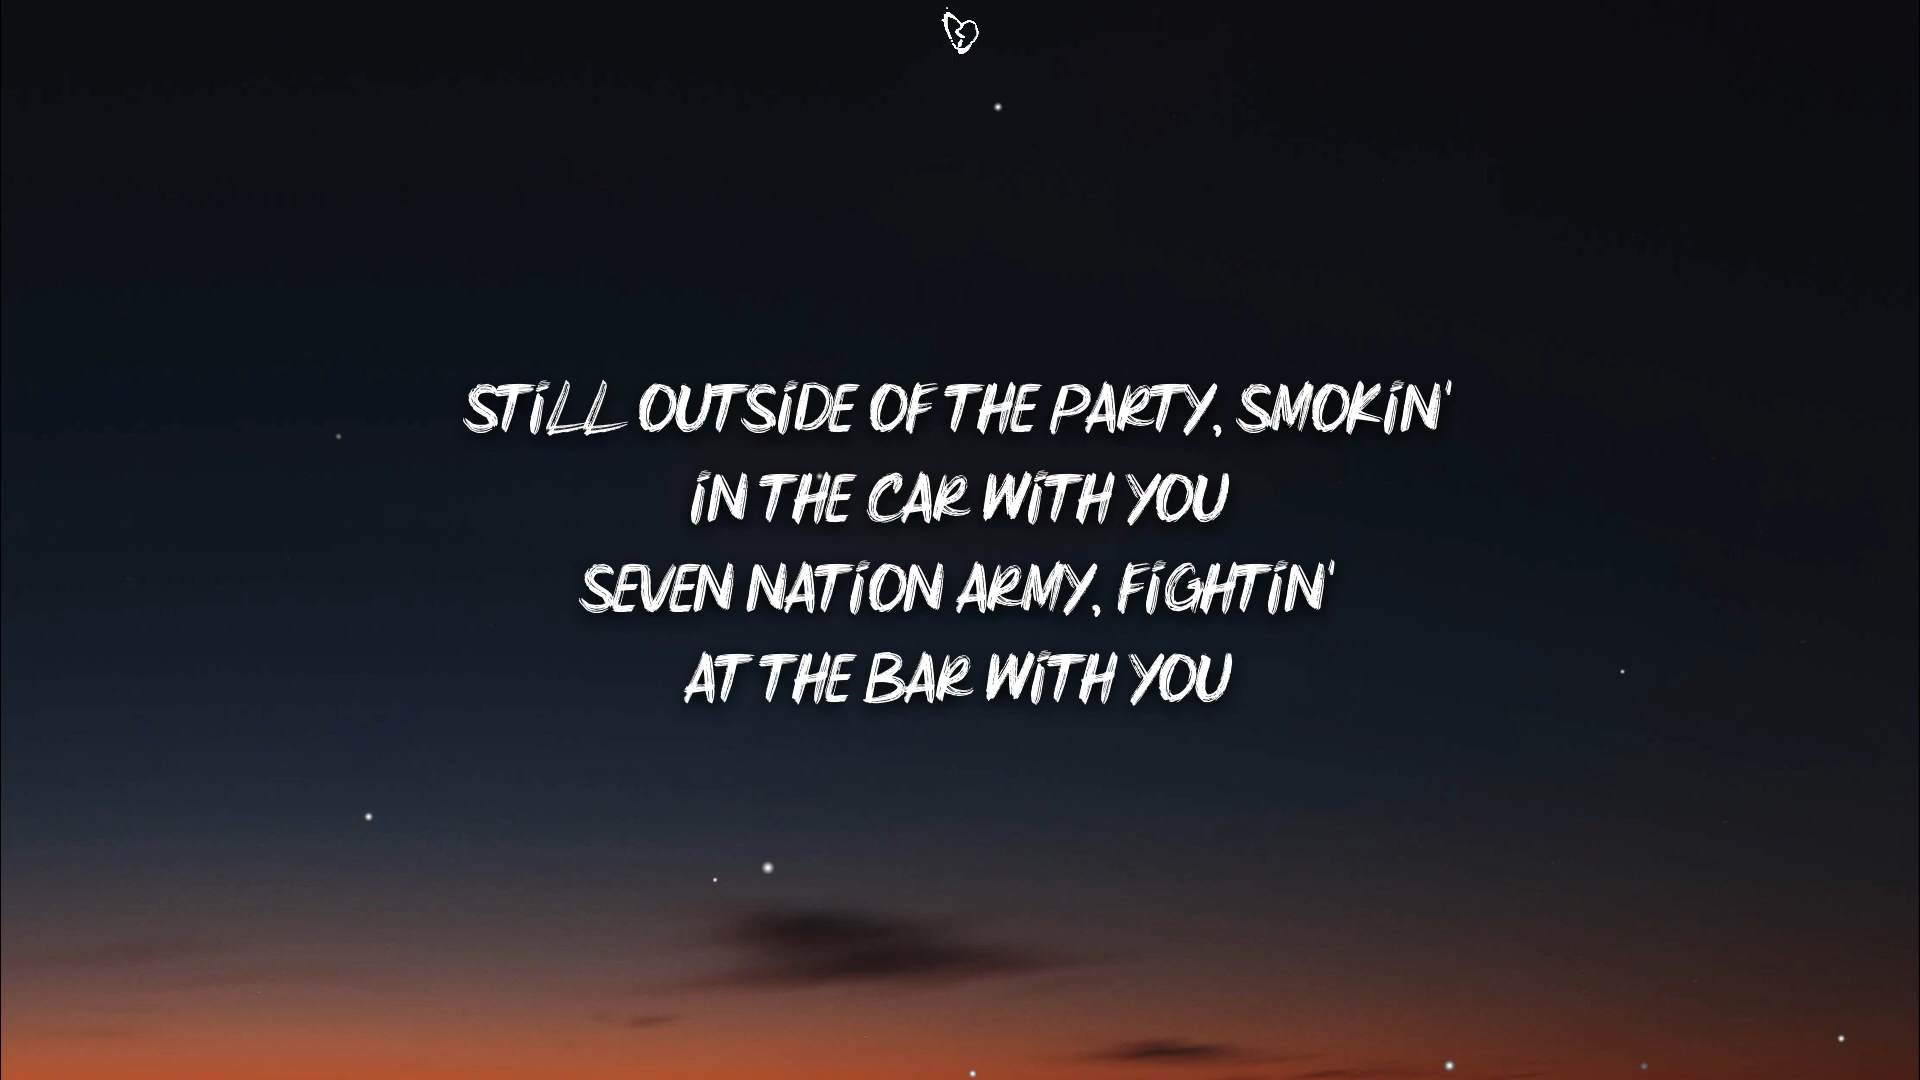 STILL OUTSIDE OF THE PARTY, SMOKIN'
IN THE CAR WITH YOU
SEVEN NATION ARMY, FIGHTIN'
AT THE BAR WITH YOU